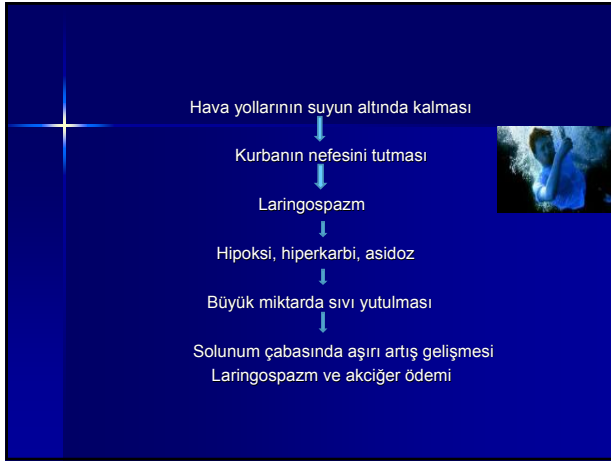 Hava yollarının suyun altında kalması
Kurbanın nefesini tutması
Laringospazm
Hipoksi, hiperkarbi, asidoz
Büyük miktarda sıvı yutulması
Solunum çabasında aşırı artış gelişmesi
Laringospazm ve akciğer ödemi